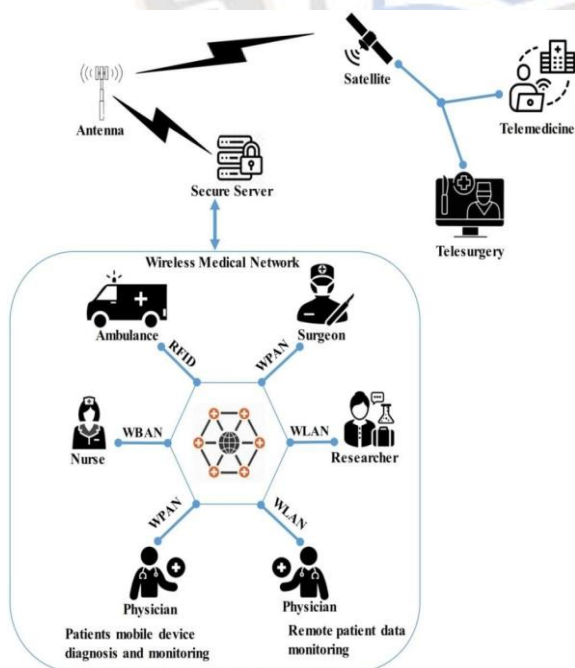 Satellite
Antenna
Telemedicine
Secure Server
Telesurgery
Wireless Medical Network
Ambulance
Surgeon
RFID
WPAN
WBAN
WLAN
Nurse
Researcher
WPAN
WLAN
Physician
Physician
Patients mobile device
diagnosis and monitoring
Remote patient data
monitoring